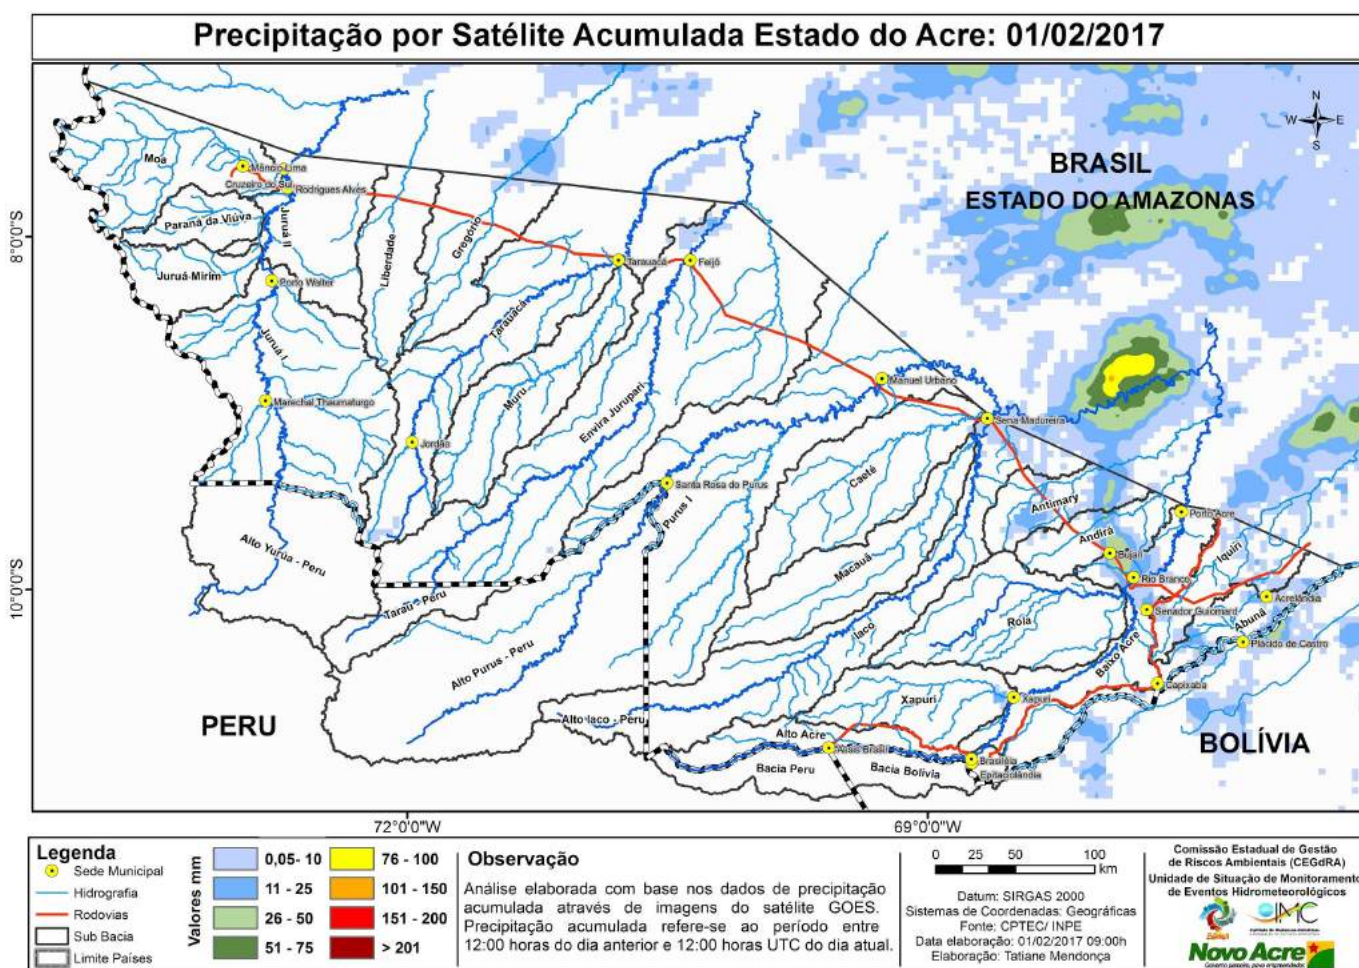 Precipitação por Satélite Acumulada Estado do Acre: 01/02/2017
N
W E
S
BRASIL
ESTADO DO AMAZONAS
Moa
Mâncio Lima
Cruzeiro do Sul
Rodrigues Alves
Paraná da Viúva
Juruá II
Juruá-Mirim
Porto Walter
Liberdade
Gregório
Tarauacá
Feijó
Tarauacá
Juruá I
Marechal Thaumaturgo
Muru
Envira Jurupari
Jordão
Manuel Urbano
Sena Madureira
Santa Rosa do Purus
Purus I
Caeté
Antimary
Porto Acre
Andirá
Bujari
Iquiri
Alto Yurúa - Peru
Macauã
Rio Branco
Tarau - Peru
Senador Guiomard
Acrelândia
Abunã
Plácido de Castro
Rola
Iaco
Baixo Acre
Alto Purus - Peru
Capixaba
Xapuri
Xapuri
Alto Iaco - Peru
PERU
Alto Acre
Assis Brasil
Brasiléia
Epitaciolândia
Bacia Peru
Bacia Bolívia
BOLÍVIA
8°0'0"S
10°0'0"S
72°0'0"W
69°0'0"W
Legenda
Sede Municipal
Hidrografia
Rodovias
Sub Bacia
Limite Países
Valores mm
0,05- 10
11 - 25
26 - 50
51 - 75
76 - 100
101 - 150
151 - 200
> 201
Observação
Análise elaborada com base nos dados de precipitação
acumulada através de imagens do satélite GOES.
Precipitação acumulada refere-se ao período entre
12:00 horas do dia anterior e 12:00 horas UTC do dia atual.
0 25 50 100
km
Datum: SIRGAS 2000
Sistemas de Coordenadas: Geográficas
Fonte: CPTEC/ INPE
Data elaboração: 01/02/2017 09:00h
Elaboração: Tatiane Mendonça
Comissão Estadual de Gestão
de Riscos Ambientais (CEGdRA)
Unidade de Situação de Monitoramento
de Eventos Hidrometeorológicos
IMC
Novo Acre